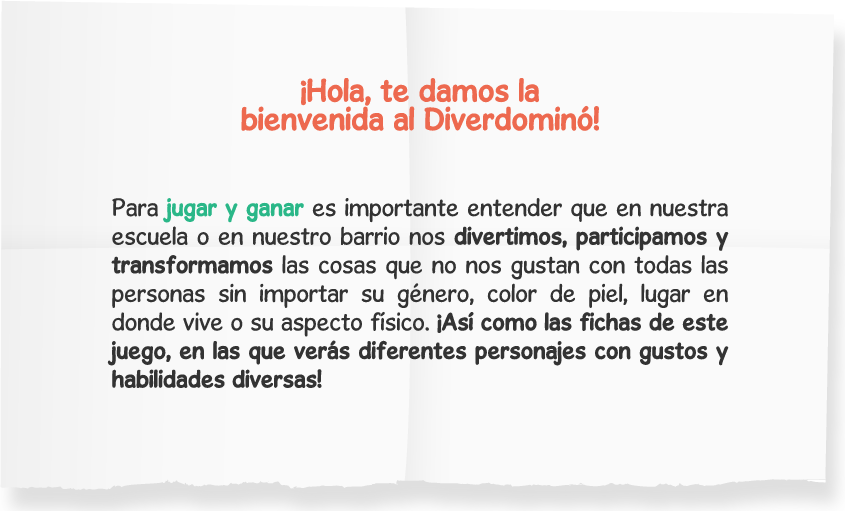 ¡Hola, te damos la
bienvenida al Diverdominó!
Para jugar y ganar es importante entender que en nuestra
escuela o en nuestro barrio nos divertimos, participamos y
transformamos las cosas que no nos gustan con todas las
personas sin importar su género, color de piel, lugar en
donde vive o su aspecto físico. ¡Así como las fichas de este
juego, en las que verás diferentes personajes con gustos y
habilidades diversas!